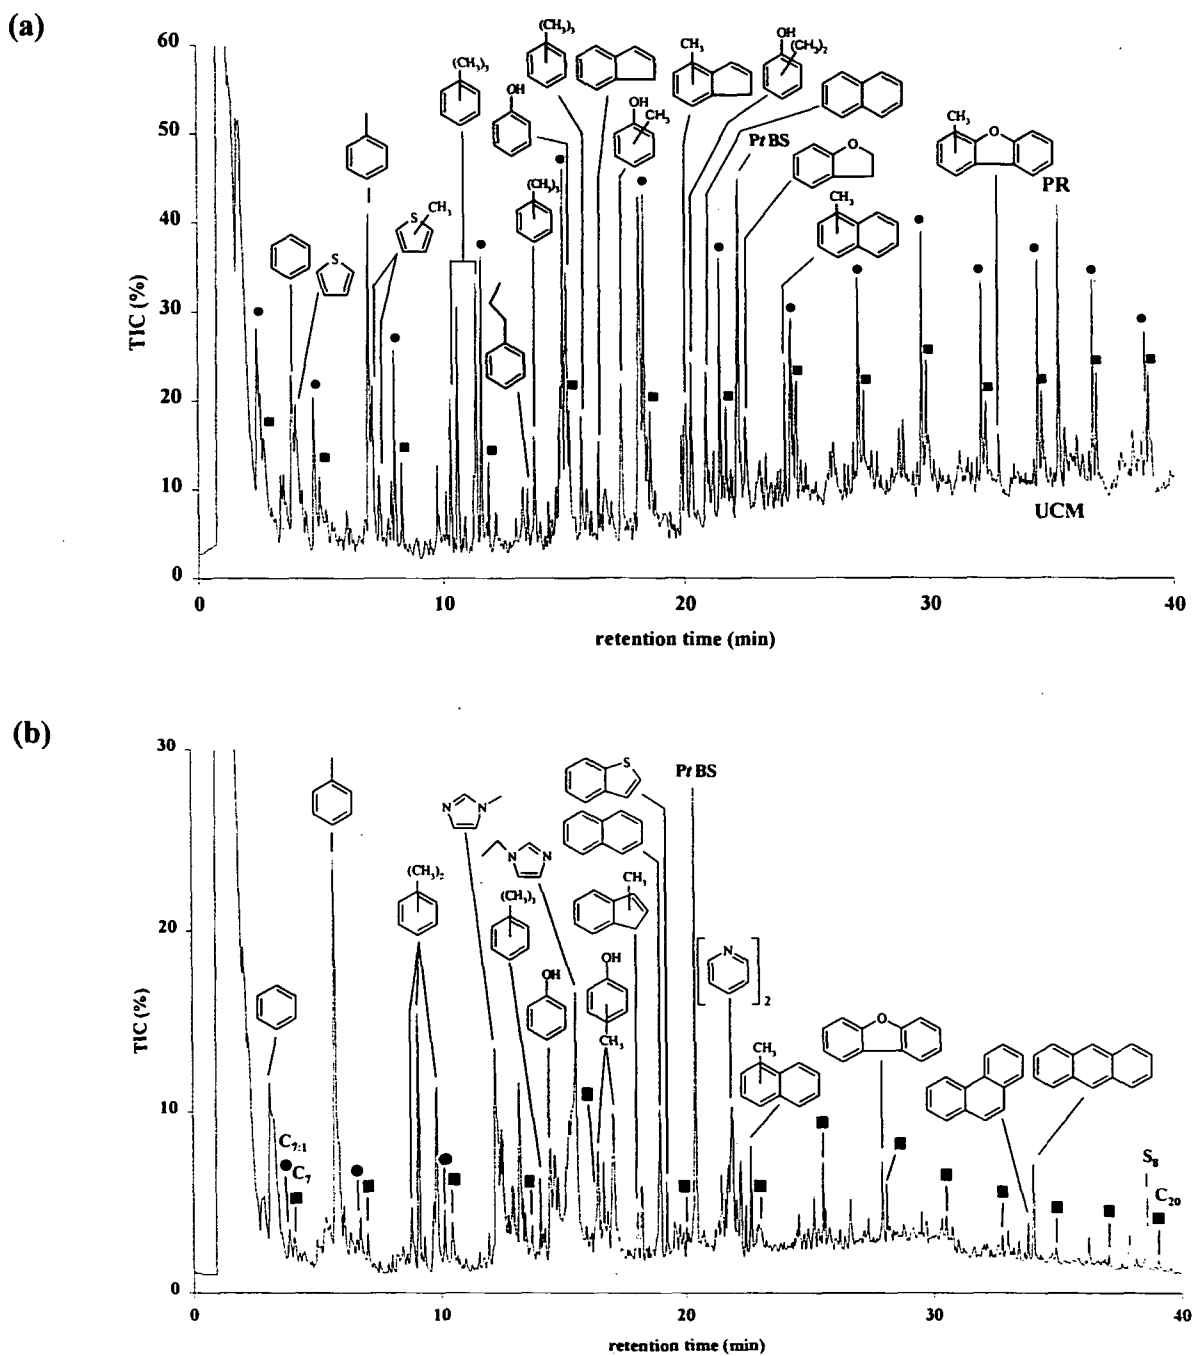 (a)
60
50
40
30
20
10
0
TIC (%)
(CH₃)₃
OH
(CH₃)₃
CH₃
OH
(CH₃)₂
OH
CH₃
PtBS
CH₃
O
PR
S
CH₃
S
(CH₃)₃
O
CH₃
UCM
0
10
20
30
40
retention time (min)
(b)
30
20
10
0
TIC (%)
(CH₃)₂
N
N
N
N
(CH₃)₃
OH
S
CH₃
OH
CH₃
PtBS
N
2
CH₃
O
C₇:₁
C₇
S₈
C₂₀
0
10
20
30
40
retention time (min)